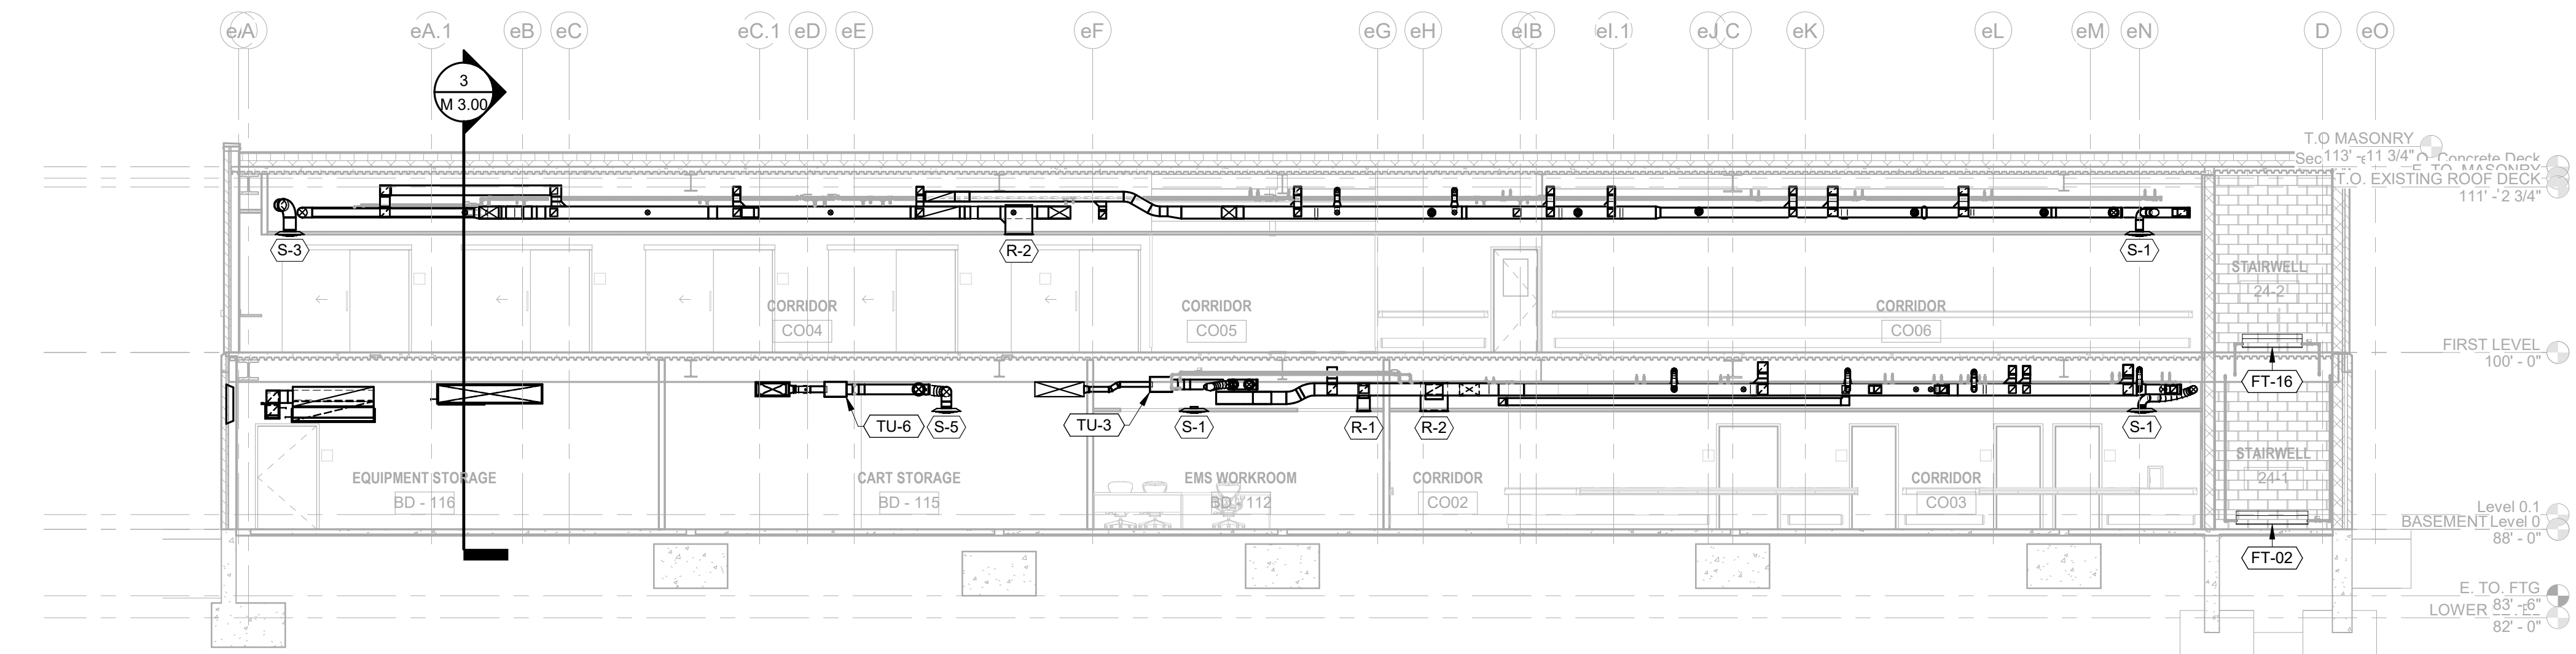 eA
A
eA.1
eB
eC
eC.1
eD
eE
eF
eG
eH
eI
B
eI.1
eJ
C
eK
eL
eM
eN
D
eO
3
M 3.00
T.O MASONRY
113' - 11 3/4"
Concrete Deck
T.O. MASONRY
T.O. EXISTING ROOF DECK
111' - 2 3/4"
S-3
R-2
S-1
STAIRWELL
24-2
CORRIDOR
CO04
CORRIDOR
CO05
CORRIDOR
CO06
FIRST LEVEL
100' - 0"
FT-16
TU-6
S-5
TU-3
S-1
R-1
R-2
S-1
EQUIPMENT STORAGE
BD - 116
CART STORAGE
BD - 115
EMS WORKROOM
BD - 112
CORRIDOR
CO02
CORRIDOR
CO03
STAIRWELL
24-1
Level 0.1
BASEMENT Level 0
88' - 0"
FT-02
E. TO. FTG
83' - 6"
LOWER
82' - 0"